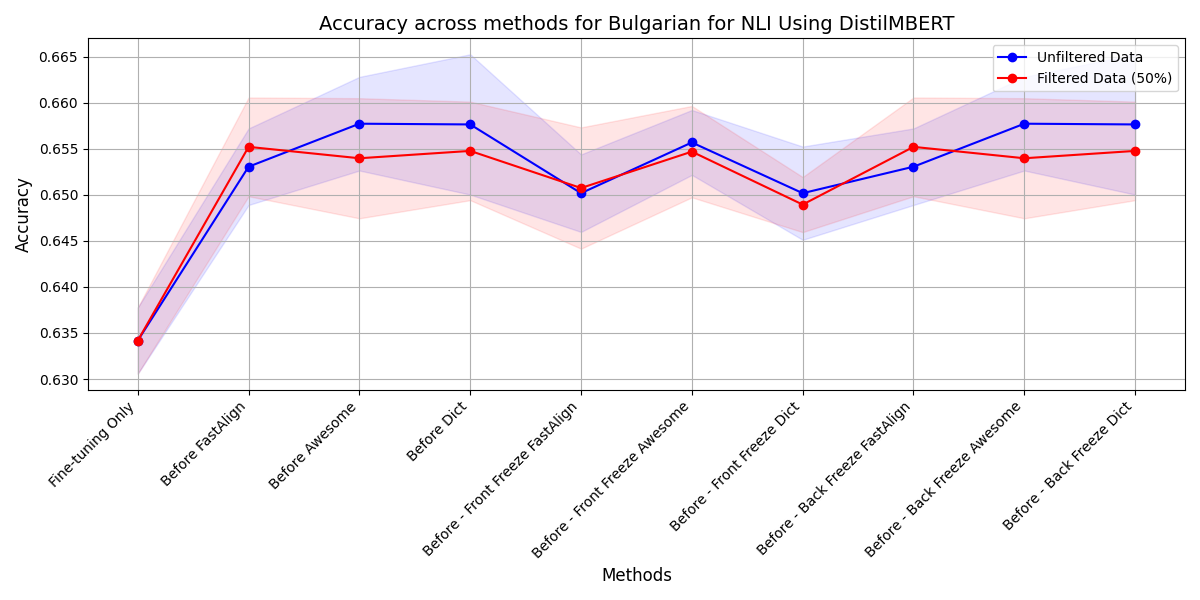 Accuracy across methods for Bulgarian for NLI Using DistilMBERT
Unfiltered Data
Filtered Data (50%)
Accuracy
0.665
0.660
0.655
0.650
0.645
0.640
0.635
0.630
Fine-tuning Only
Before FastAlign
Before Awesome
Before Dict
Before - Front Freeze FastAlign
Before - Front Freeze Awesome
Before - Front Freeze Dict
Before - Back Freeze FastAlign
Before - Back Freeze Awesome
Before - Back Freeze Dict
Methods